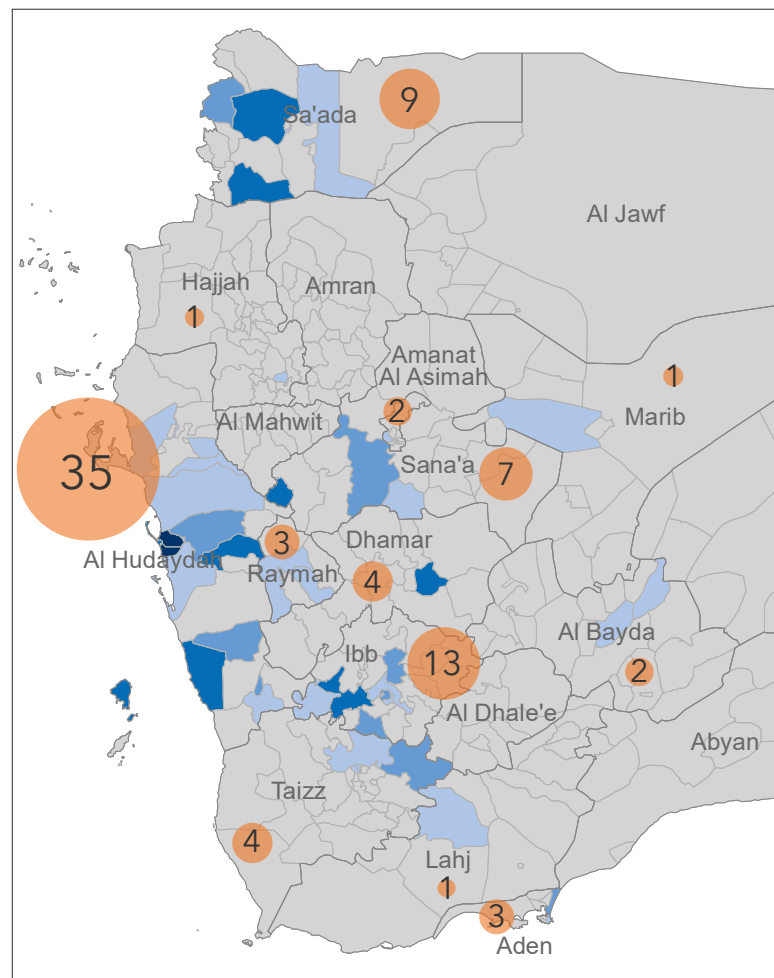 9
Sa'ada
Al Jawf
Hajjah
Amran
1
Amanat
Al Asimah
1
Marib
2
Al Mahwit
35
Sana'a
7
Dhamar
3
Al Hudaydah
Raymah
4
Al Bayda
Ibb
13
2
Al Dhale'e
Abyan
Taizz
4
Lahj
1
3
Aden